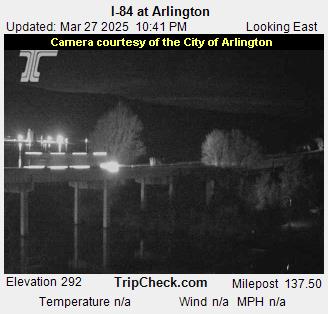 I-84 at Arlington
Updated: Mar 27 2025 10:41 PM Looking East
Camera courtesy of the City of Arlington
Elevation 292 TripCheck.com Milepost 137.50
Temperature n/a Wind n/a MPH n/a